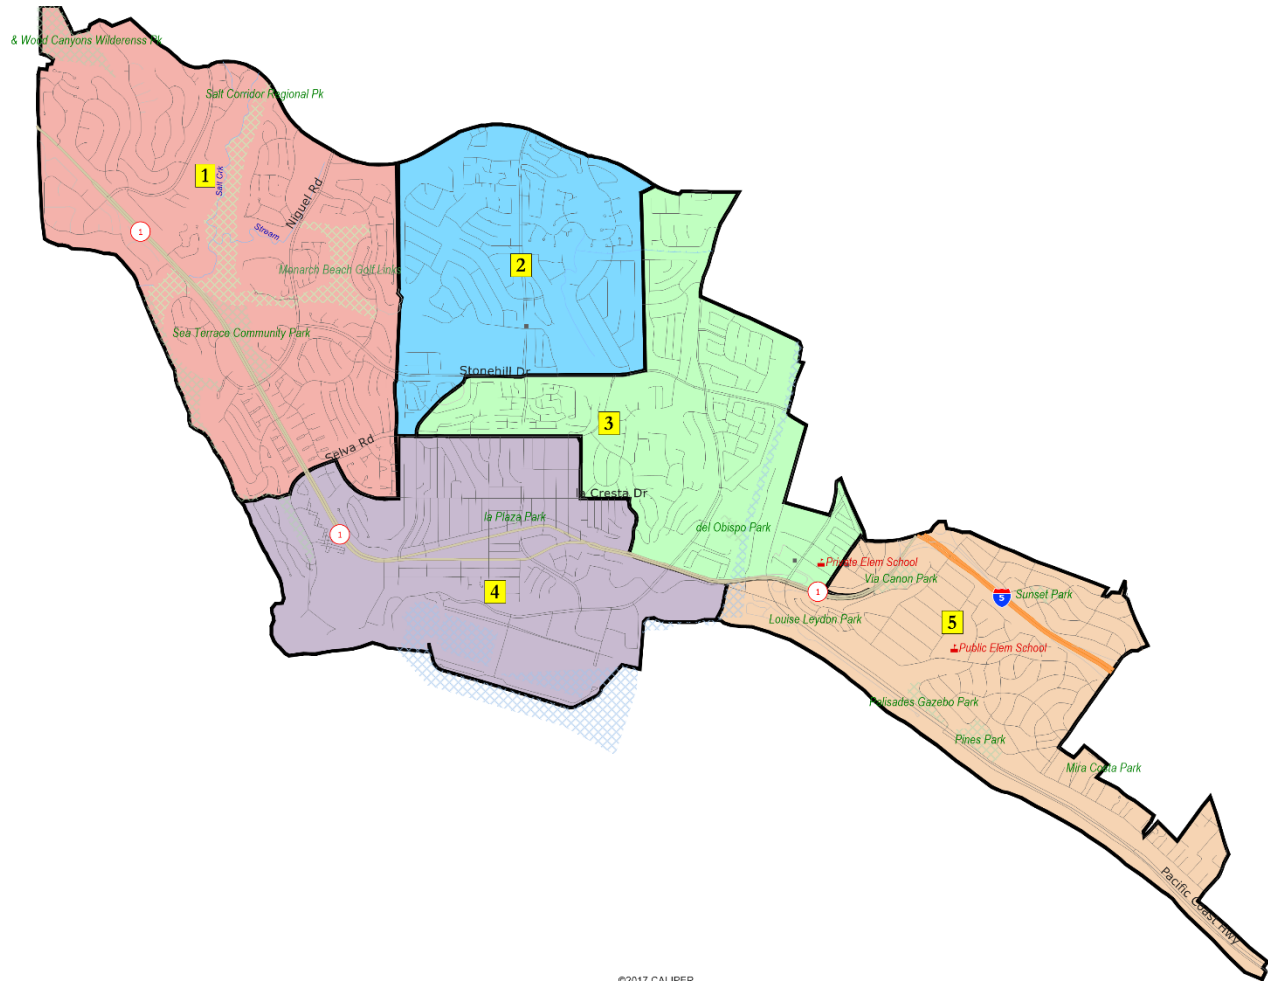 & Wood Canyons Wilderenss Pk
Salt Corridor Regional Pk
1
Salt Crk
Niguel Rd
Stream
1
2
Monarch Beach Golf Links
Sea Terrace Community Park
Stonehill Dr
3
Selva Rd
la Cresta Dr
la Plaza Park
del Obispo Park
1
Private Elem School
Via Canon Park
4
1
5
Sunset Park
Louise Leydon Park
5
Public Elem School
Palisades Gazebo Park
Pines Park
Mira Costa Park
Pacific Coast Hwy
©2017 CALIPER